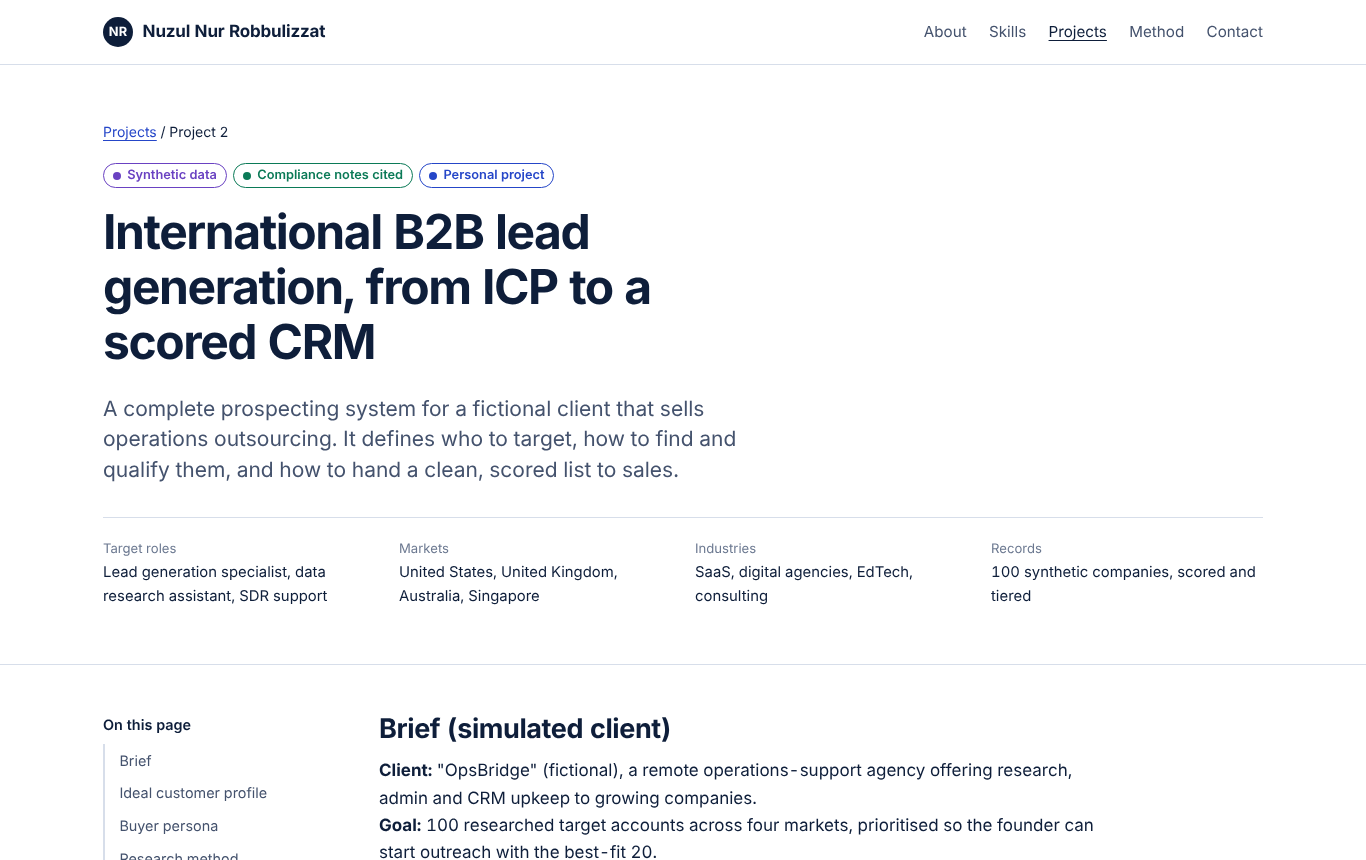 NR Nuzul Nur Robbulizzat
About Skills Projects Method Contact
Projects / Project 2
Synthetic data Compliance notes cited Personal project
International B2B lead
generation, from ICP to a
scored CRM
A complete prospecting system for a fictional client that sells
operations outsourcing. It defines who to target, how to find and
qualify them, and how to hand a clean, scored list to sales.
Target roles
Lead generation specialist, data
research assistant, SDR support
Markets
United States, United Kingdom,
Australia, Singapore
Industries
SaaS, digital agencies, EdTech,
consulting
Records
100 synthetic companies, scored and
tiered
On this page
Brief
Ideal customer profile
Buyer persona
Research method
Brief (simulated client)
Client: "OpsBridge" (fictional), a remote operations-support agency offering research,
admin and CRM upkeep to growing companies.
Goal: 100 researched target accounts across four markets, prioritised so the founder can
start outreach with the best-fit 20.